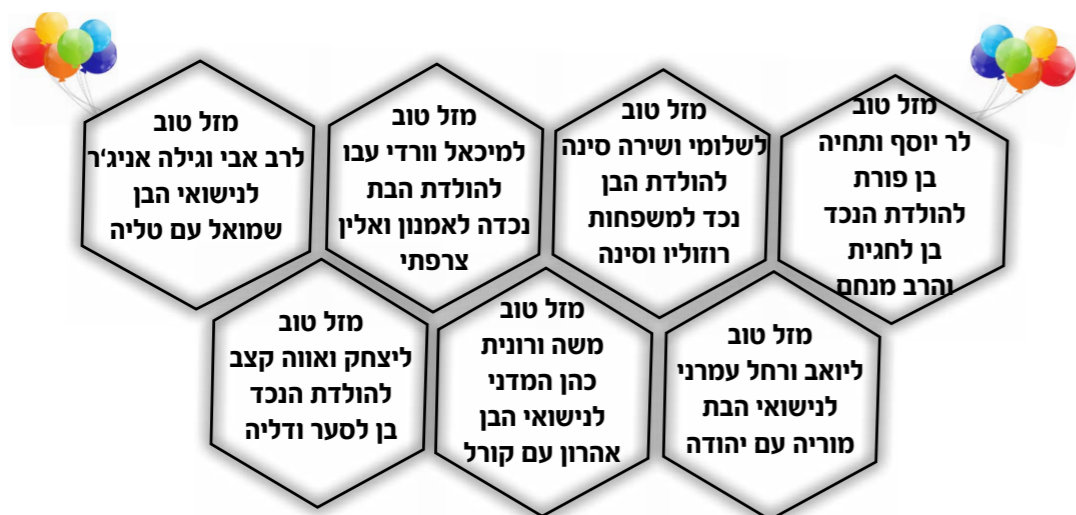 מזל טוב
לר יוסף ותחיה
בן פורת
להולדת הנכד
בן לחגית
והרב מנחם
מזל טוב
לשלומי ושירה סינה
להולדת הבן
נכד למשפחות
רוזוליו וסינה
מזל טוב
למיכאל וורדי עבו
להולדת הבת
נכדה לאמנון ואלין
צרפתי
מזל טוב
לרב אבי וגילה אניג'ר
לנישואי הבן
שמואל עם טליה
מזל טוב
ליואב ורחל עמרני
לנישואי הבת
מוריה עם יהודה
מזל טוב
משה ורונית
כהן המדני
לנישואי הבן
אהרון עם קורל
מזל טוב
ליצחק ואווה קצב
להולדת הנכד
בן לסער ודליה